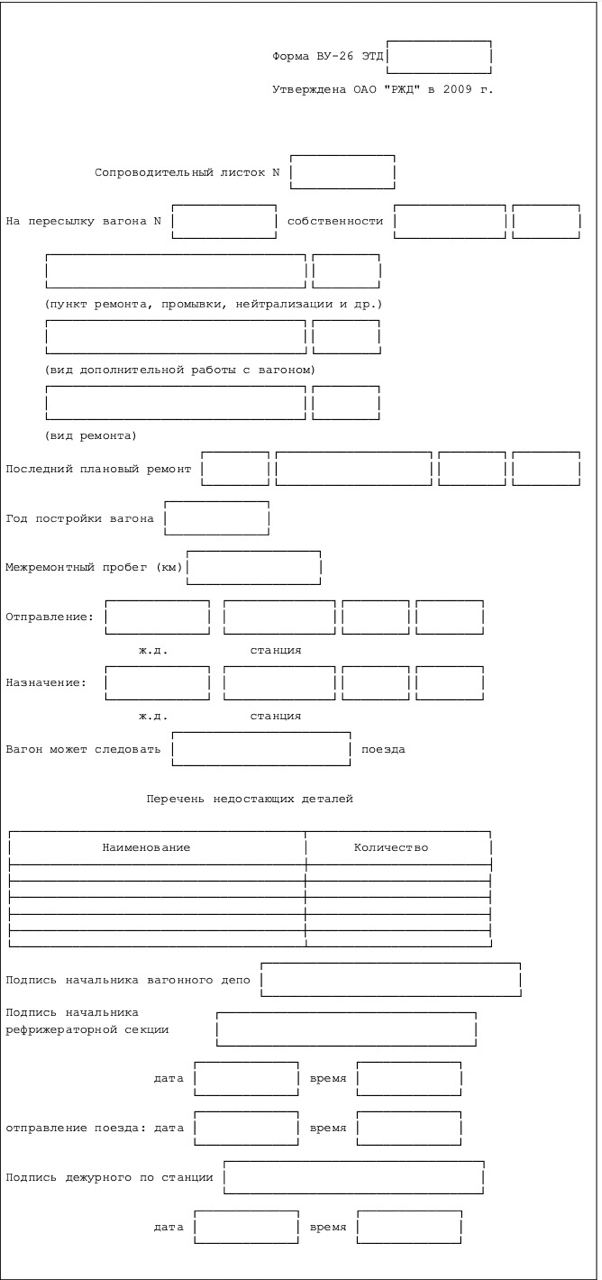 Форма ВУ-26 ЭТД
Утверждена ОАО "РЖД" в 2009 г.
Сопроводительный листок N
На пересылку вагона N собственности
(пункт ремонта, промывки, нейтрализации и др.)
(вид дополнительной работы с вагоном)
(вид ремонта)
Последний плановый ремонт
Год постройки вагона
Межремонтный пробег (км)
Отправление:
ж.д. станция
Назначение:
ж.д. станция
Вагон может следовать поезда
Перечень недостающих деталей
Наименование Количество
Подпись начальника вагонного депо
Подпись начальника
рефрижераторной секции
дата время
отправление поезда: дата время
Подпись дежурного по станции
дата время